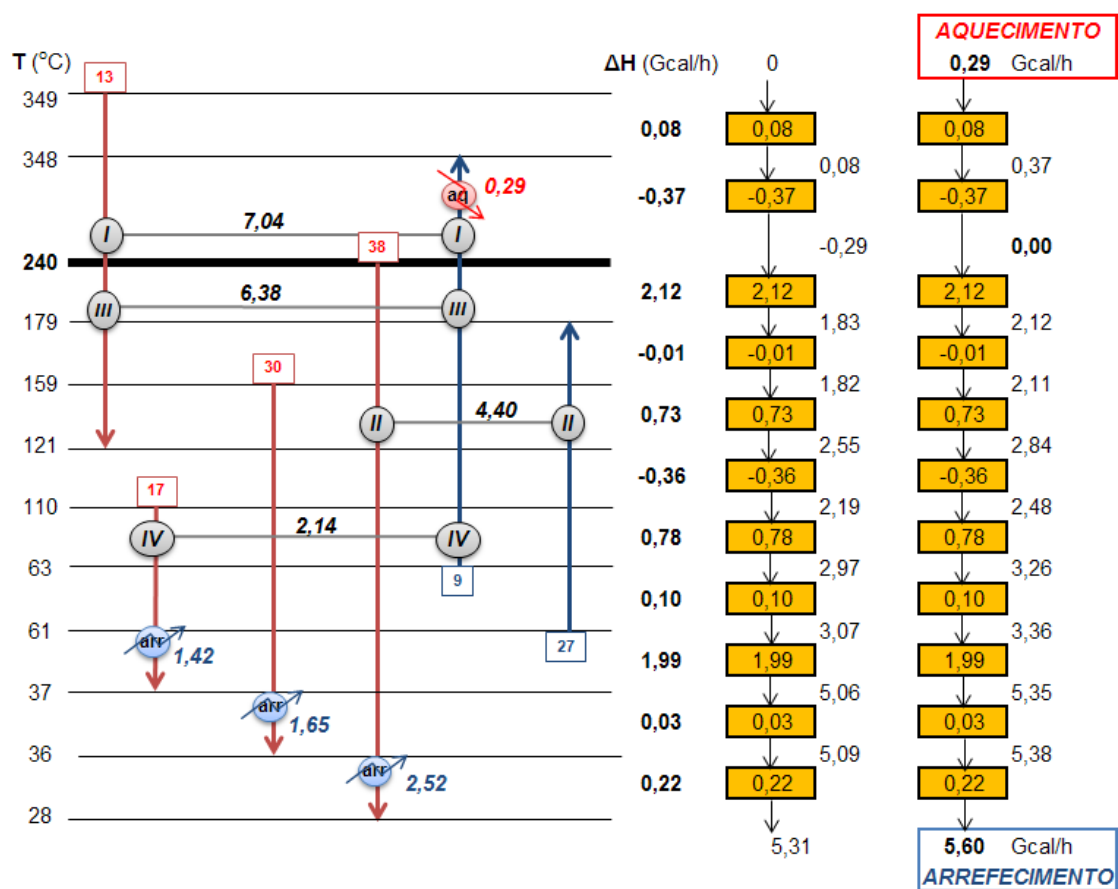 AQUECIMENTO
T (°C) 13 ΔH (Gcal/h) 0 0,29 Gcal/h
349
0,08 0,08 0,08
348 0,08 0,37
aq 0,29 -0,37 -0,37 -0,37
I 7,04 I
38 -0,29 0,00
240
III 6,38 III 2,12 2,12 2,12
179 1,83 2,12
-0,01 -0,01 -0,01
30
159 1,82 2,11
II 4,40 II 0,73 0,73 0,73
121 2,55 2,84
-0,36 -0,36 -0,36
17
110 2,19 2,48
IV 2,14 IV 0,78 0,78 0,78
63 2,97 3,26
9
0,10 0,10 0,10
61 3,07 3,36
arr 1,42 27 1,99 1,99 1,99
37 5,06 5,35
arr 1,65 0,03 0,03 0,03
36 5,09 5,38
arr 2,52 0,22 0,22 0,22
28
5,31 5,60 Gcal/h
ARREFECIMENTO